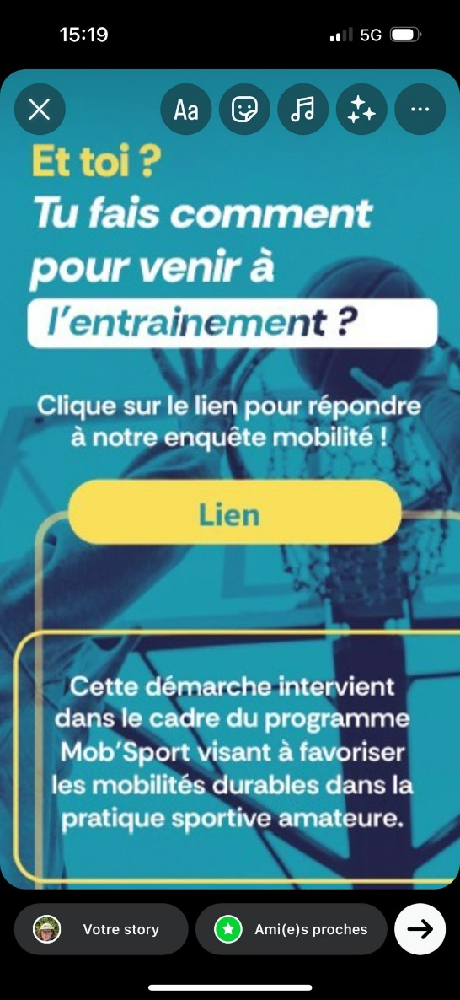 15:19
5G
Aa
Et toi ?
Tu fais comment
pour venir à
l'entrainement ?
Clique sur le lien pour répondre
à notre enquête mobilité !
Lien
Cette démarche intervient
dans le cadre du programme
Mob'Sport visant à favoriser
les mobilités durables dans la
pratique sportive amateure.
Votre story
Ami(e)s proches